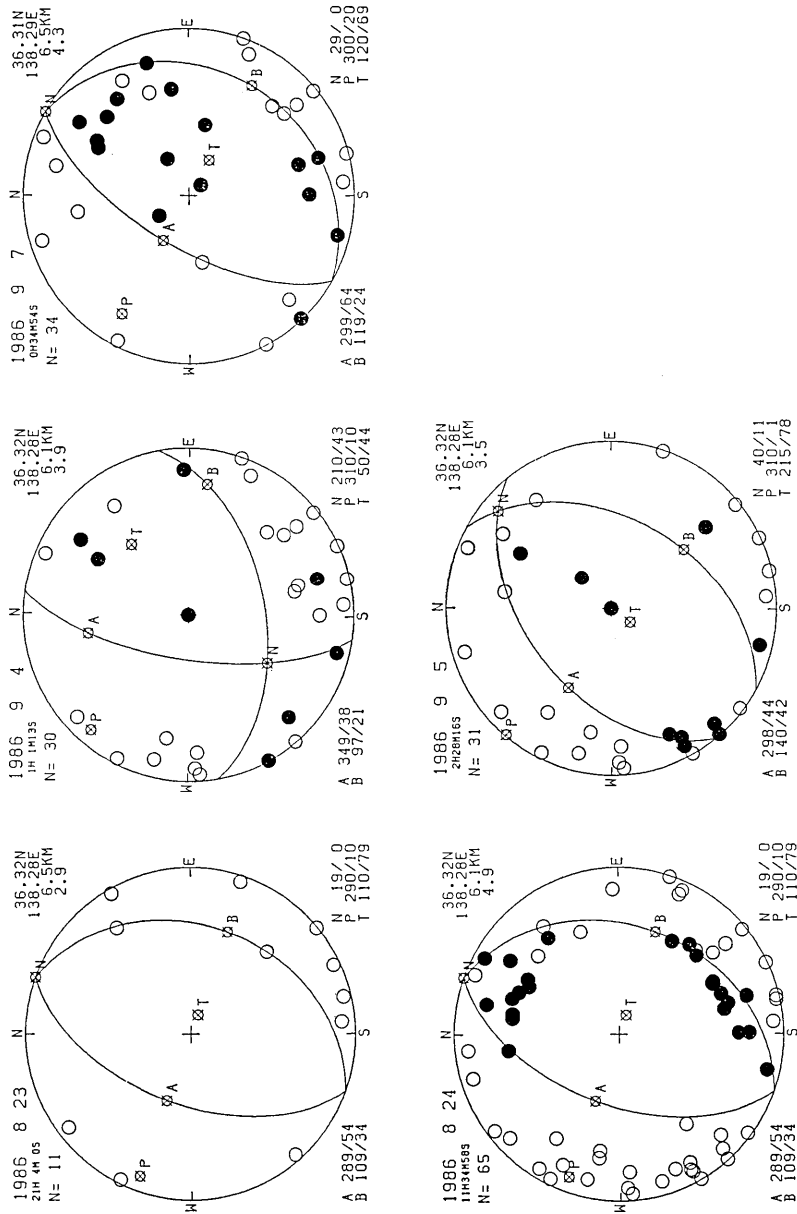 1986 8 23
21H 4M 0S
N= 11
36.32N
138.28E
6.5KM
2.9
N
E
S
W
P
A
T
B
N
A 289/54
B 109/34
N 19/ 0
P 290/10
T 110/79
1986 9 4
1H 1M13S
N= 30
36.32N
138.28E
6.1KM
3.9
N
E
S
W
P
A
T
B
N
A 349/38
B 97/21
N 210/43
P 310/10
T 50/44
1986 9 7
0H34M54S
N= 34
36.31N
138.29E
6.5KM
4.3
N
E
S
W
P
A
T
B
N
A 299/64
B 119/24
N 29/ 0
P 300/20
T 120/69
1986 8 24
11H34M58S
N= 65
36.32N
138.28E
6.1KM
4.9
N
E
S
W
P
A
T
B
N
A 289/54
B 109/34
N 19/ 0
P 290/10
T 110/79
1986 9 5
2H28M16S
N= 31
36.32N
138.28E
6.1KM
3.5
N
E
S
W
P
A
T
B
N
A 298/44
B 140/42
N 40/11
P 310/11
T 215/78